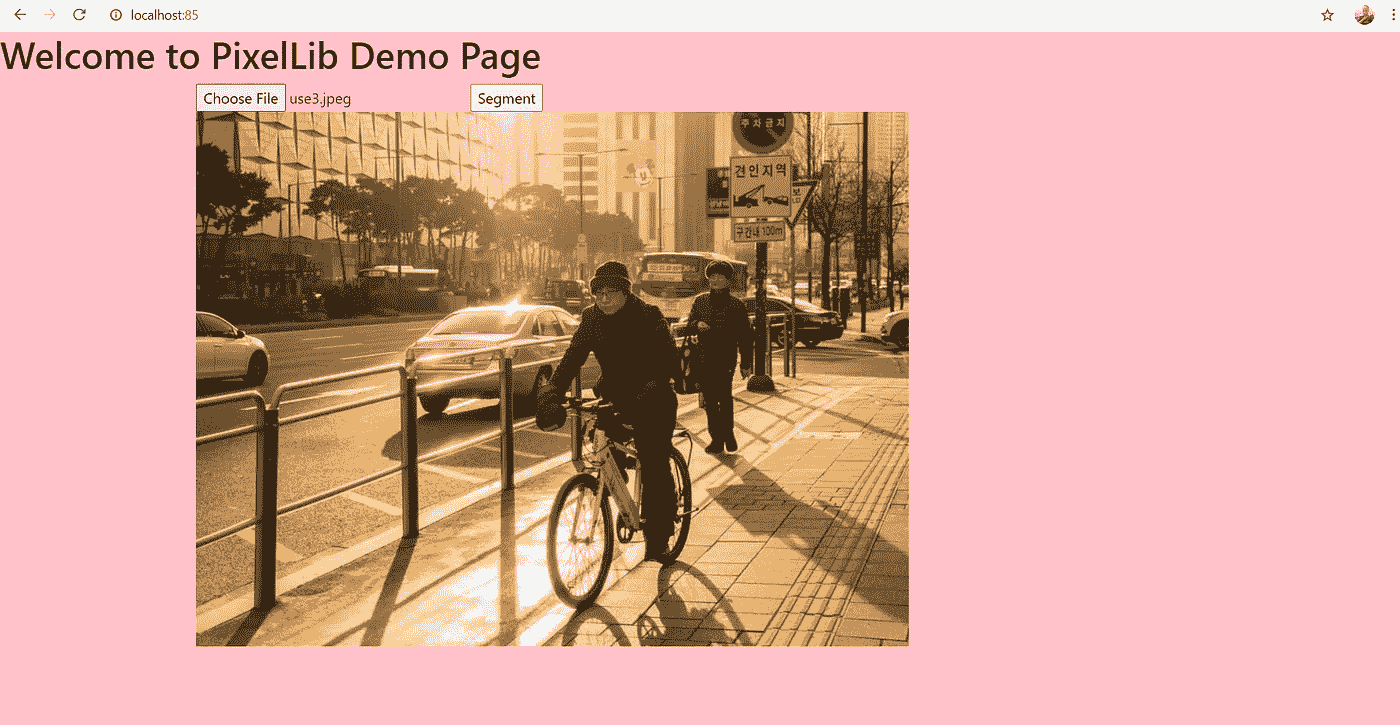 localhost:85
Welcome to PixelLib Demo Page
Choose File use3.jpeg Segment
주차금지
견인지역
구간내 100m